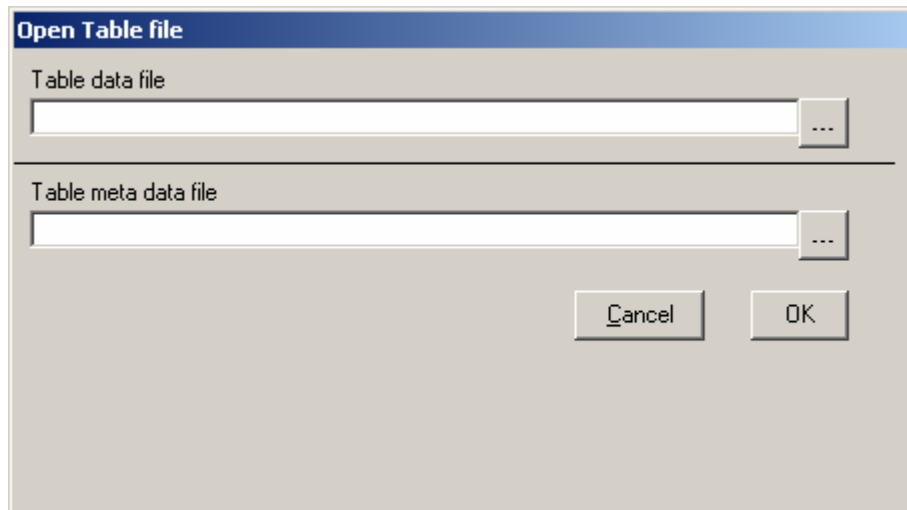 Open Table file
Table data file
...
Table meta data file
...
Cancel OK